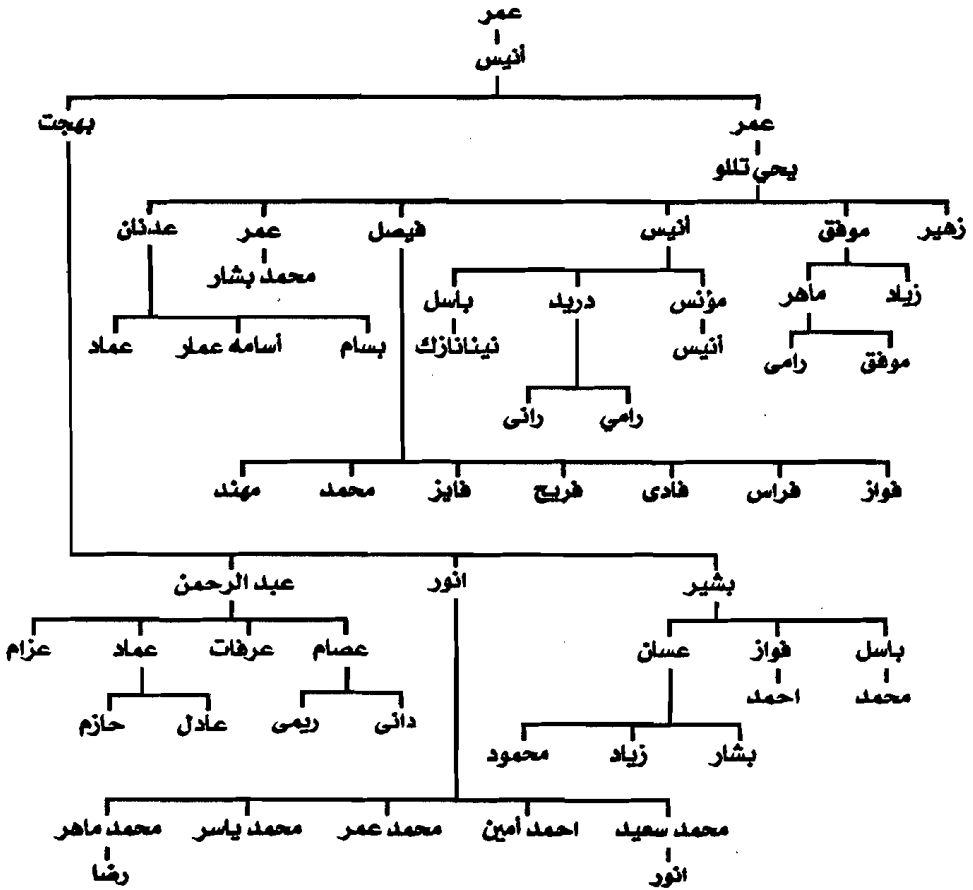 عمر
أنيس
عمر بهجت
يحي تللو
زهير موفق أنيس فيصل عمر عدنان
محمد بشار
زياد ماهر مؤنس دريد باسل
بسام أسامه عمار عماد
موفق رامى أنيس نينانازك
رامي رانى
فواز فراس فادى فريح فايز محمد مهند
بشير انور عبد الرحمن
باسل فواز عسان عصام عرفات عماد عزام
محمد احمد
دانى ريمى عادل حازم
بشار زياد محمود
محمد سعيد احمد أمين محمد عمر محمد ياسر محمد ماهر
انور رضا